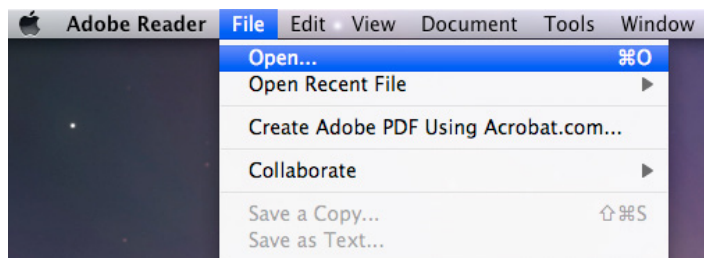 Adobe Reader File Edit View Document Tools Window
Open... ⌘O
Open Recent File
Create Adobe PDF Using Acrobat.com...
Collaborate
Save a Copy... ⇧⌘S
Save as Text...